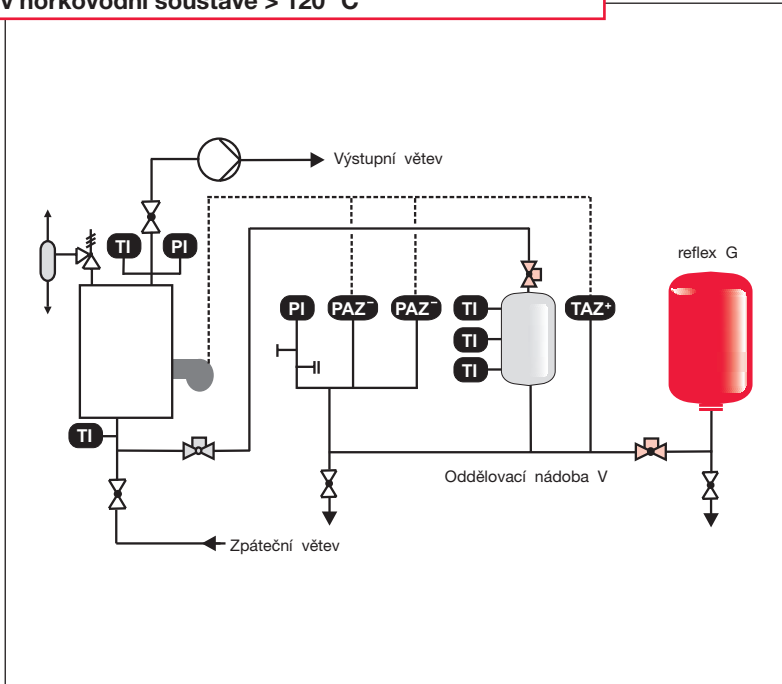 v horkovodní soustavě > 120 °C
Výstupní větev
TI
PI
reflex G
PI
PAZ⁻
PAZ⁻
TI
TAZ⁺
TI
TI
TI
Oddělovací nádoba V
Zpáteční větev